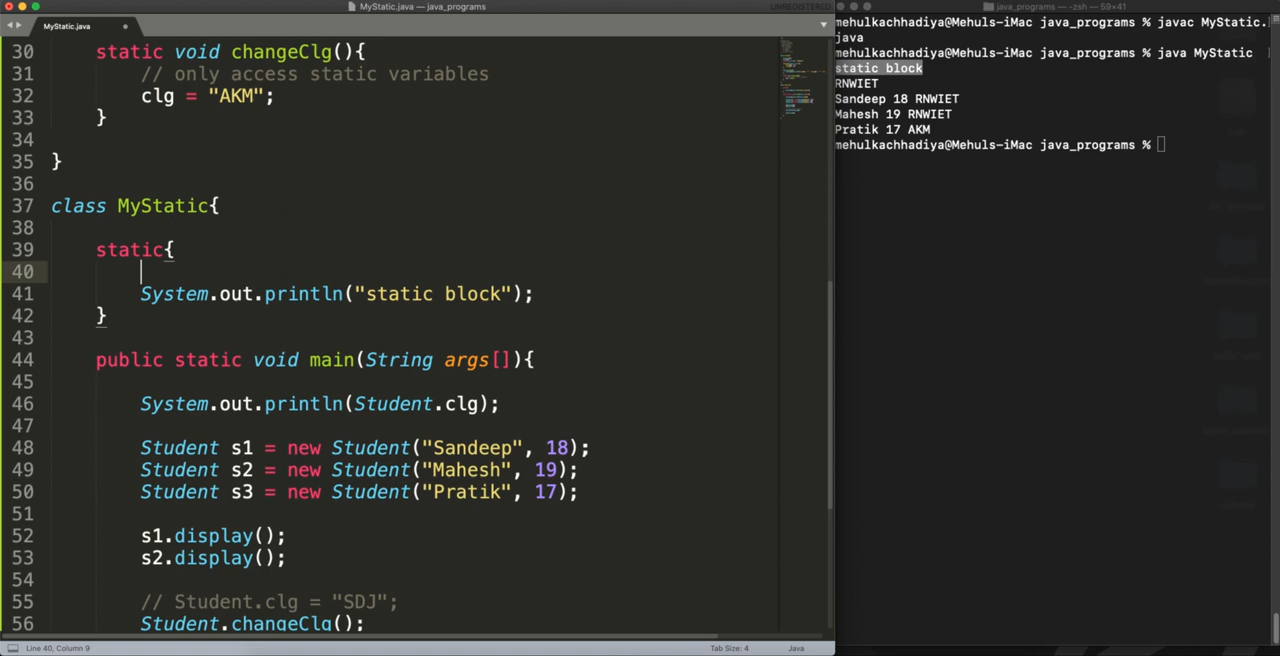 MyStatic.java — java_programs
UNREGISTERED
MyStatic.java
30 static void changeClg(){
31 // only access static variables
32 clg = "AKM";
33 }
34
35 }
36
37 class MyStatic{
38
39 static{
40
41 System.out.println("static block");
42 }
43
44 public static void main(String args[]){
45
46 System.out.println(Student.clg);
47
48 Student s1 = new Student("Sandeep", 18);
49 Student s2 = new Student("Mahesh", 19);
50 Student s3 = new Student("Pratik", 17);
51
52 s1.display();
53 s2.display();
54
55 // Student.clg = "SDJ";
56 Student.changeClg();
Line 40, Column 9
Tab Size: 4
Java
java_programs — -zsh — 59×41
mehulkachhadiya@Mehuls-iMac java_programs % javac MyStatic.
java
mehulkachhadiya@Mehuls-iMac java_programs % java MyStatic
static block
RNWIET
Sandeep 18 RNWIET
Mahesh 19 RNWIET
Pratik 17 AKM
mehulkachhadiya@Mehuls-iMac java_programs %